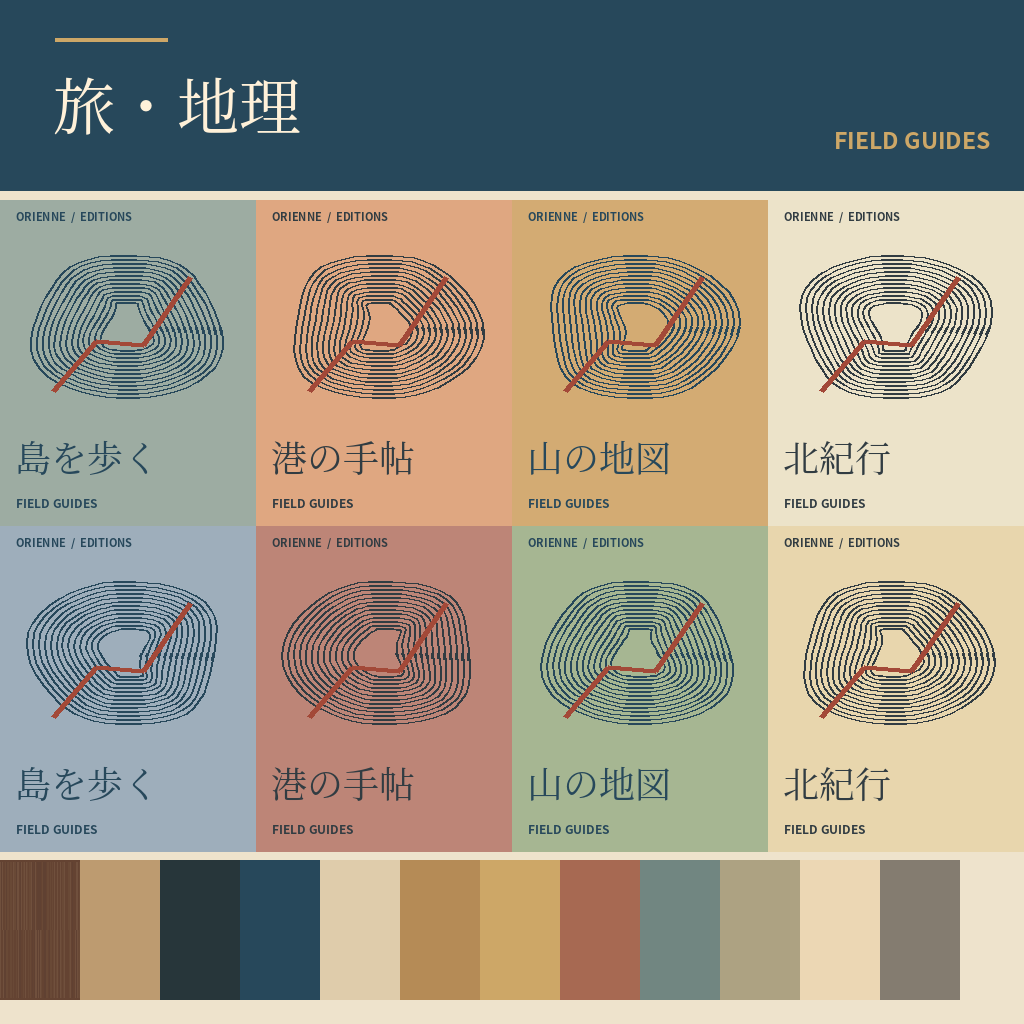 旅・地理
FIELD GUIDES
ORIENNE / EDITIONS
島を歩く
FIELD GUIDES
ORIENNE / EDITIONS
港の手帖
FIELD GUIDES
ORIENNE / EDITIONS
山の地図
FIELD GUIDES
ORIENNE / EDITIONS
北紀行
FIELD GUIDES
ORIENNE / EDITIONS
島を歩く
FIELD GUIDES
ORIENNE / EDITIONS
港の手帖
FIELD GUIDES
ORIENNE / EDITIONS
山の地図
FIELD GUIDES
ORIENNE / EDITIONS
北紀行
FIELD GUIDES